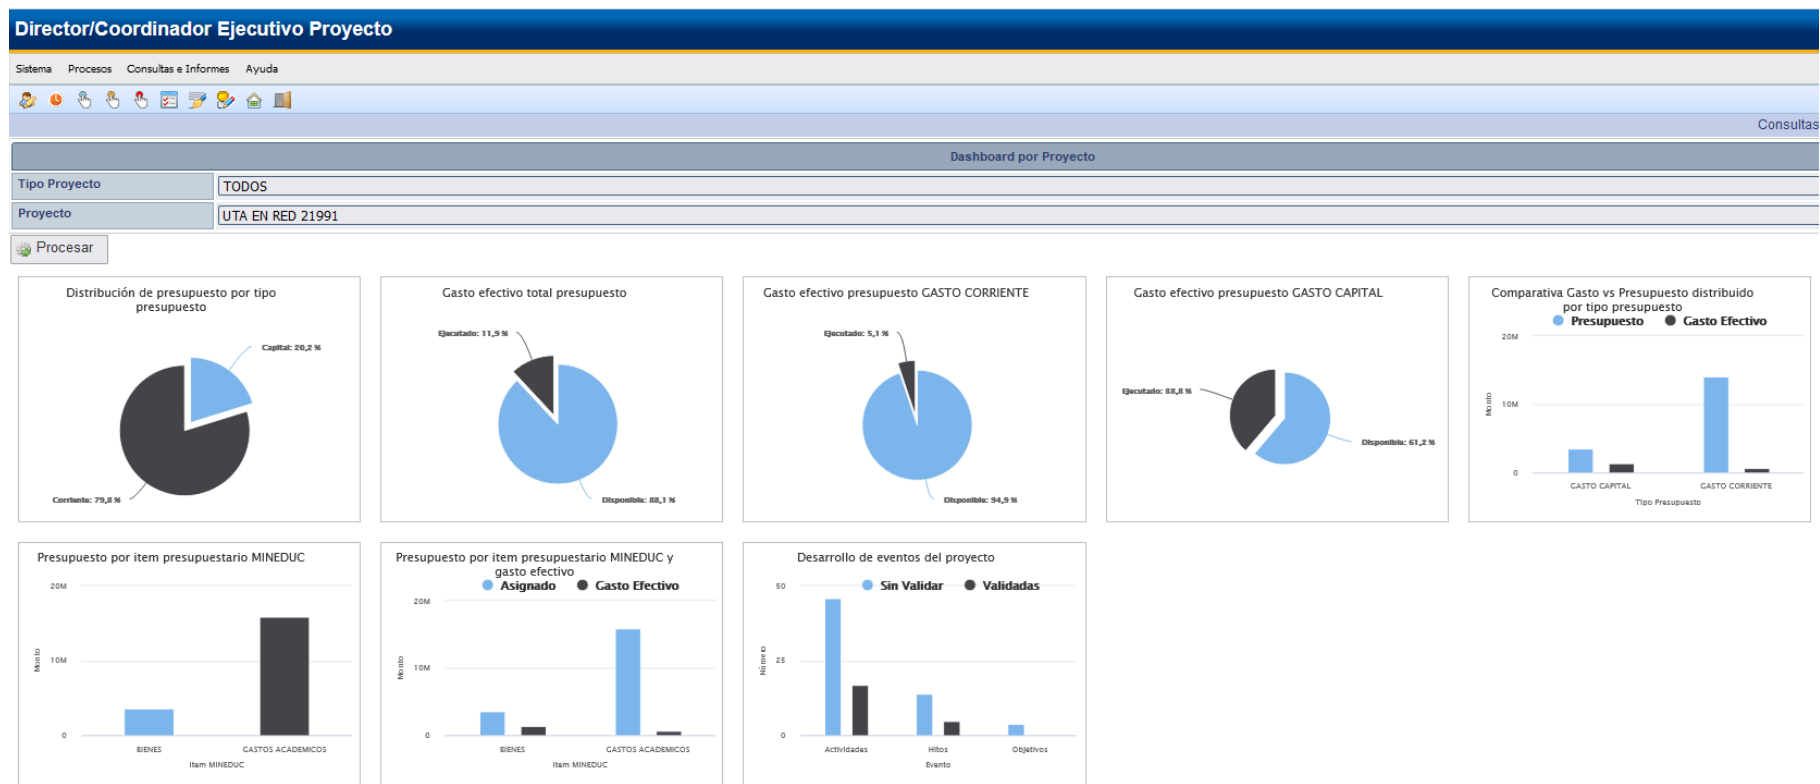 Director/Coordinador Ejecutivo Proyecto
Sistema Procesos Consultas e Informes Ayuda
Consultas
Dashboard por Proyecto
Tipo Proyecto TODOS
Proyecto UTA EN RED 21991
Procesar
Distribución de presupuesto por tipo
presupuesto
Capital: 20,2 %
Corriente: 79,8 %
Gasto efectivo total presupuesto
Ejecutado: 11,9 %
Disponible: 88,1 %
Gasto efectivo presupuesto GASTO CORRIENTE
Ejecutado: 5,1 %
Disponible: 94,9 %
Gasto efectivo presupuesto GASTO CAPITAL
Ejecutado: 88,8 %
Disponible: 61,2 %
Comparativa Gasto vs Presupuesto distribuido
por tipo presupuesto
Presupuesto Gasto Efectivo
20M
10M
0
Monto
GASTO CAPITAL GASTO CORRIENTE
Tipo Presupuesto
Presupuesto por item presupuestario MINEDUC
20M
10M
0
Monto
BIENES GASTOS ACADEMICOS
Item MINEDUC
Presupuesto por item presupuestario MINEDUC y
gasto efectivo
Asignado Gasto Efectivo
20M
10M
0
Monto
BIENES GASTOS ACADEMICOS
Item MINEDUC
Desarrollo de eventos del proyecto
Sin Validar Validadas
50
25
0
Número
Actividades Hitos Objetivos
Evento